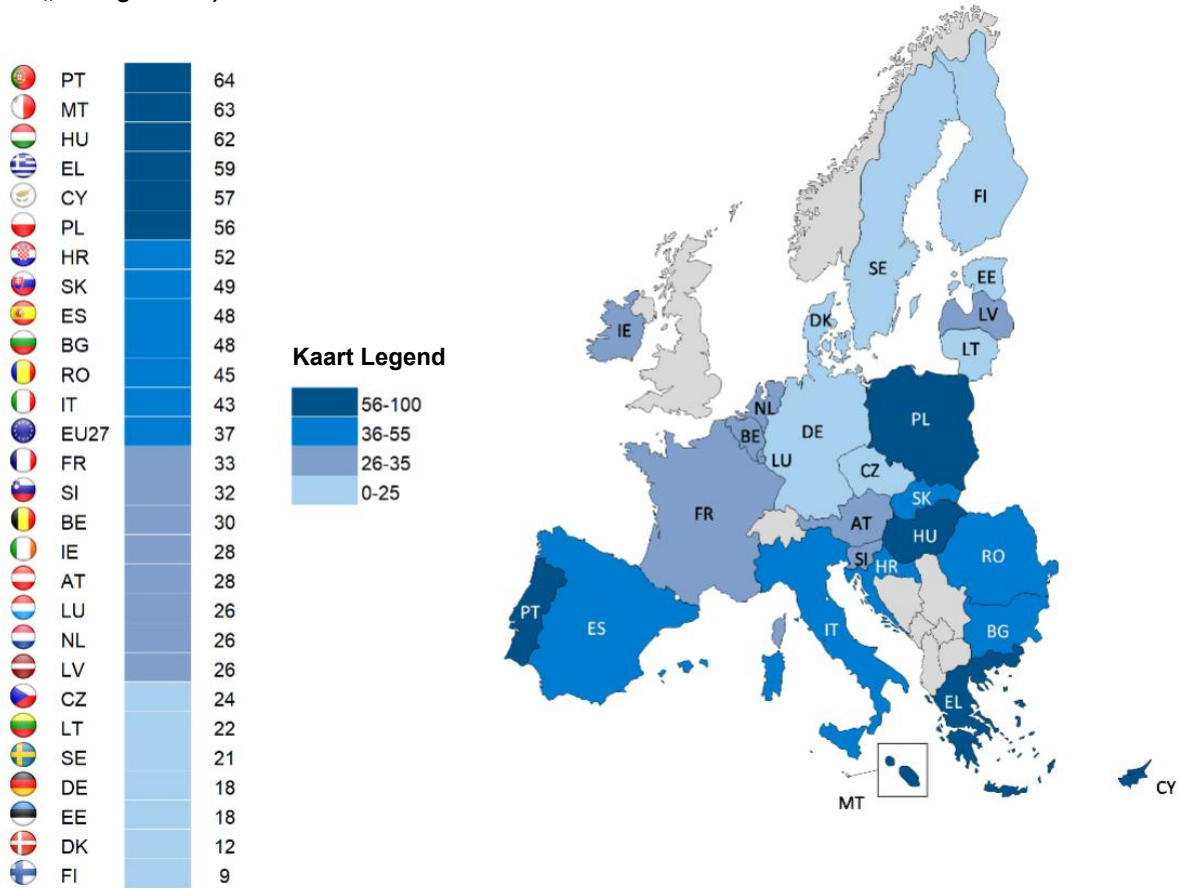 PT 64
MT 63
HU 62
EL 59
CY 57
PL 56
HR 52
SK 49
ES 48
BG 48
RO 45
IT 43
EU27 37
FR 33
SI 32
BE 30
IE 28
AT 28
LU 26
NL 26
LV 26
CZ 24
LT 22
SE 21
DE 18
EE 18
DK 12
FI 9
Kaart Legend
56-100
36-55
26-35
0-25
FI
SE
EE
LV
LT
DK
IE
NL
BE
DE
PL
LU
CZ
SK
FR
AT
HU
SI
HR
RO
PT
ES
IT
BG
EL
MT
CY